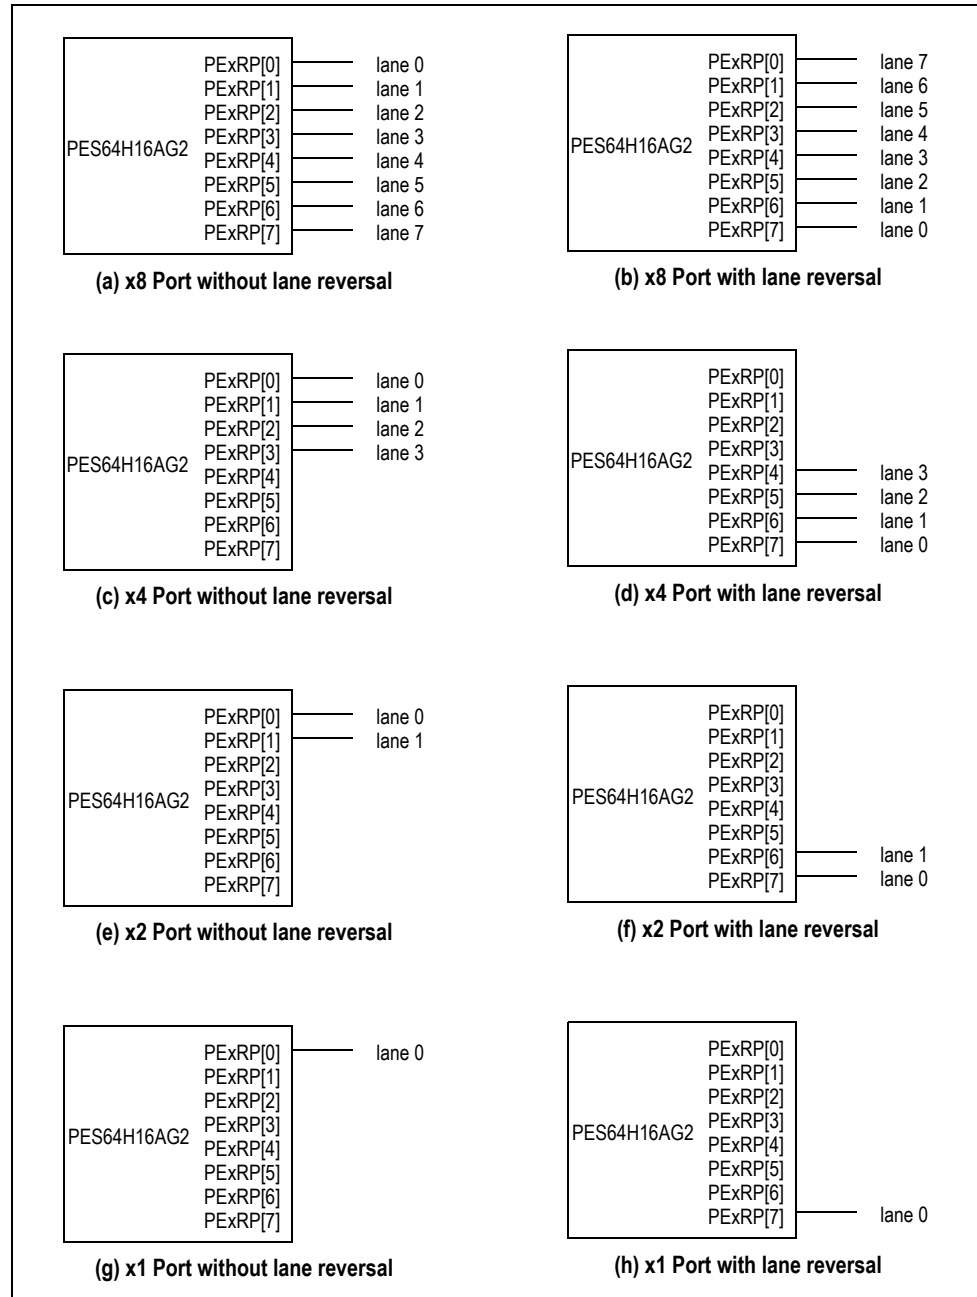 PExRP[0] lane 0
PExRP[1] lane 1
PExRP[2] lane 2
PExRP[3] lane 3
PES64H16AG2
PExRP[4] lane 4
PExRP[5] lane 5
PExRP[6] lane 6
PExRP[7] lane 7
(a) x8 Port without lane reversal
PExRP[0] lane 7
PExRP[1] lane 6
PExRP[2] lane 5
PExRP[3] lane 4
PES64H16AG2
PExRP[4] lane 3
PExRP[5] lane 2
PExRP[6] lane 1
PExRP[7] lane 0
(b) x8 Port with lane reversal
PExRP[0] lane 0
PExRP[1] lane 1
PExRP[2] lane 2
PExRP[3] lane 3
PES64H16AG2
PExRP[4]
PExRP[5]
PExRP[6]
PExRP[7]
(c) x4 Port without lane reversal
PExRP[0]
PExRP[1]
PExRP[2]
PExRP[3]
PES64H16AG2
PExRP[4] lane 3
PExRP[5] lane 2
PExRP[6] lane 1
PExRP[7] lane 0
(d) x4 Port with lane reversal
PExRP[0] lane 0
PExRP[1] lane 1
PExRP[2]
PExRP[3]
PES64H16AG2
PExRP[4]
PExRP[5]
PExRP[6]
PExRP[7]
(e) x2 Port without lane reversal
PExRP[0]
PExRP[1]
PExRP[2]
PExRP[3]
PES64H16AG2
PExRP[4]
PExRP[5]
PExRP[6] lane 1
PExRP[7] lane 0
(f) x2 Port with lane reversal
PExRP[0] lane 0
PExRP[1]
PExRP[2]
PExRP[3]
PES64H16AG2
PExRP[4]
PExRP[5]
PExRP[6]
PExRP[7]
(g) x1 Port without lane reversal
PExRP[0]
PExRP[1]
PExRP[2]
PExRP[3]
PES64H16AG2
PExRP[4]
PExRP[5]
PExRP[6]
PExRP[7] lane 0
(h) x1 Port with lane reversal